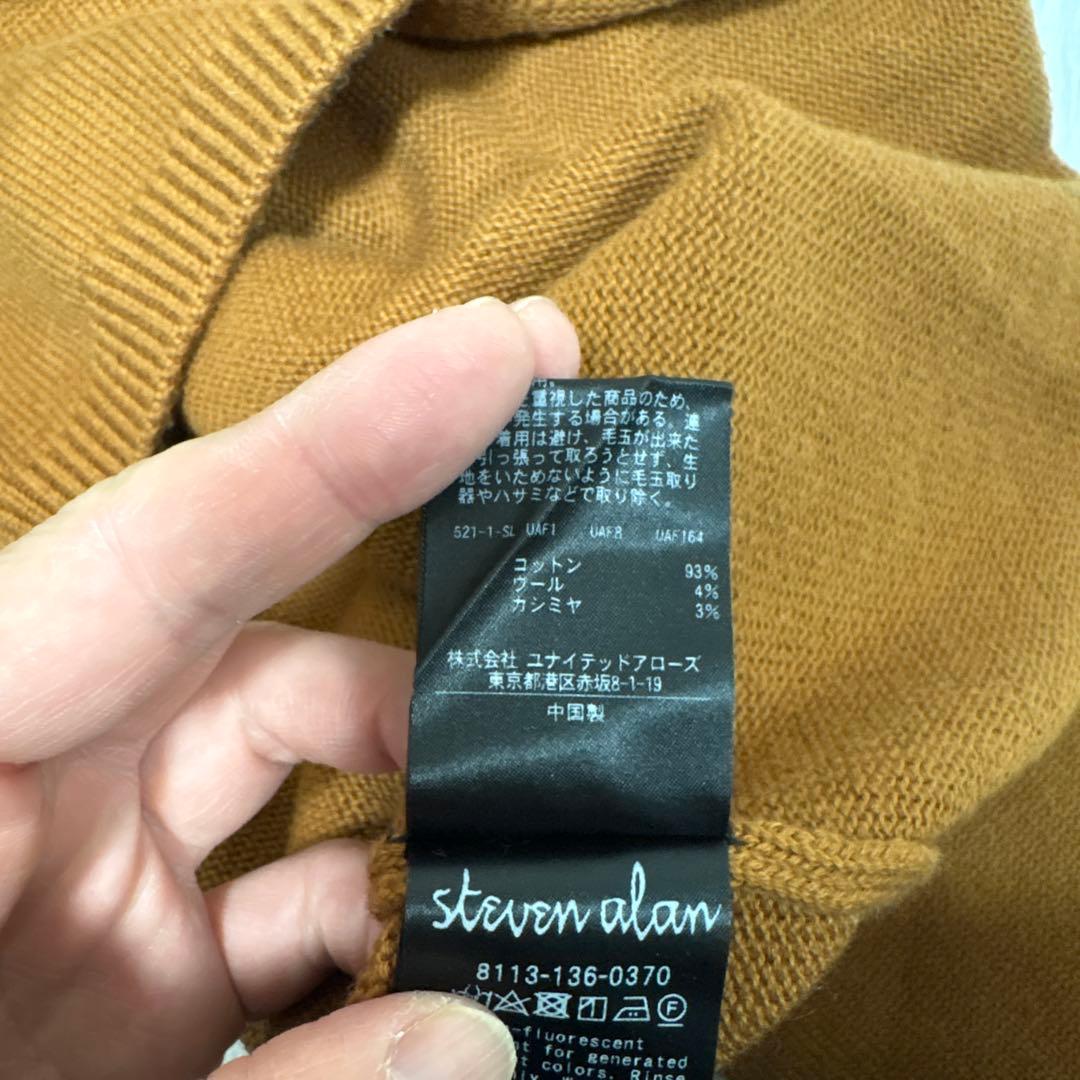 用。
重視した商品のため、
発生する場合がある。連
着用は避け、毛玉が出来た
引っ張って取ろうとせず、生
地をいためないように毛玉取り
器やハサミなどで取り除く。
521-1-SL UAF1 UAF8 UAF164
コットン 93%
ウール 4%
カシミヤ 3%
株式会社 ユナイテッドアローズ
東京都港区赤坂8-1-19
中国製
steven alan
8113-136-0370
F
-fluorescent
for generated
colors. Rinse